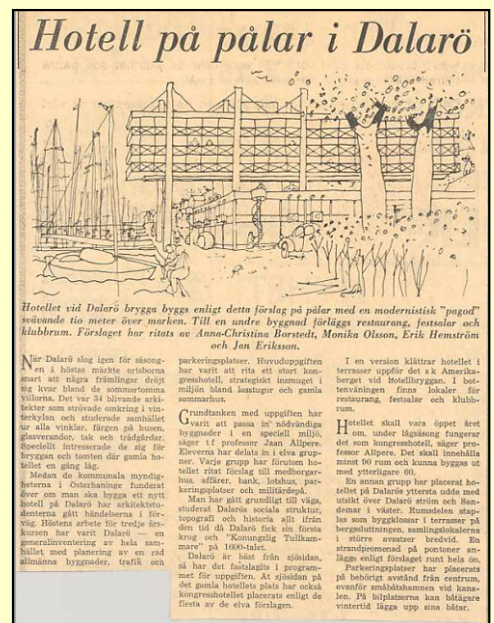 Hotell på pålar i Dalarö
Hotellet vid Dalarö brygga byggs enligt detta förslag på pålar med en modernistisk "pagod"
svävande tio meter över marken. Till en undre byggnad förläggs restaurang, festsalar och
klubbrum. Förslaget har ritats av Anna-Christina Borstedt, Monika Olsson, Erik Hemström
och Jan Eriksson.
När Dalarö slog igen för säsong-
en i höstas märkte ortsborna
snart att några främlingar dröjt
sig kvar bland de sommartomma
villorna. Det var 34 blivande arki-
tekter som strövade omkring i vin-
terkylan och studerade samhället
ur alla vinklar. färgen på husen,
glasverandor, tak och trädgårdar.
Speciellt intresserade de sig för
bryggan och tomten där gamla ho-
tellet en gång låg.
Medan de kommunala myndig-
heterna i Österhaninge funderat
över om man ska bygga ett nytt
hotell på Dalarö har arkitektstu-
denterna gått händelserna i för-
väg. Höstens arbete för tredje års-
kursen har varit Dalarö — en
generalinventering av hela sam-
hället med planering av en rad
allmänna byggnader, trafik och
parkeringsplatser. Huvuduppgiften
har varit att rita ett stort kon-
gresshotell, strategiskt insmuget i
miljön bland losstugor och gamla
sommarhus.
Grundtanken med uppgiften har
varit att passa in nödvändiga
byggnader i en speciell miljö,
säger t f professor Jaan Allpere.
Eleverna har delats in i elva grup-
per. Varje grupp har förutom ho-
tellet ritat förslag till medborgar-
hus, affärer, bank, lotshus, par-
keringsplatser och militärdepå.
Man har gått grundligt till väga,
studerat Dalarös sociala struktur,
topografi och historia allt ifrån
den tid då Dalarö fick sin första
krog och "Konungzlig Tullkam-
mare" på 1600-talet.
Dalarö är bäst från sjösidan,
så har det fastslagits i program-
met för uppgiften. At sjösidan på
det gamla hotellets plats har också
kongresshotellet placerats enligt de
flesta av de elva förslagen.
I en version klättrar hotellet i
terrasser uppför det s k Amerika-
berget vid Hotellbryggan. I bot-
tenvåningen finns lokaler för
restaurang, festsalar och klubb-
rum.
Hotellet skall vara öppet året
om, under lågsäsong fungerar
det som kongresshotell, säger pro-
fessor Allpere. Det skall innehålla
minst 90 rum och kunna byggas ut
med ytterligare 60.
En annan grupp har placerat ho-
tellet på Dalarös yttersta udde med
utsikt över Dalarö ström och San-
demar i väster. Rumsdelen stap-
las som byggklossar i terrasser på
bergssluttningen, samlingslokalerna
i större avsatser bredvid. En
strandpromenad på pontoner an-
läggs enligt förslaget runt hela ön.
Parkeringsplatser har placerats
på behörigt avstånd från centrum,
ovanför småbåtshamnen vid kana-
len. På bilplatserna kan båtägare
vintertid lägga upp sina båtar.